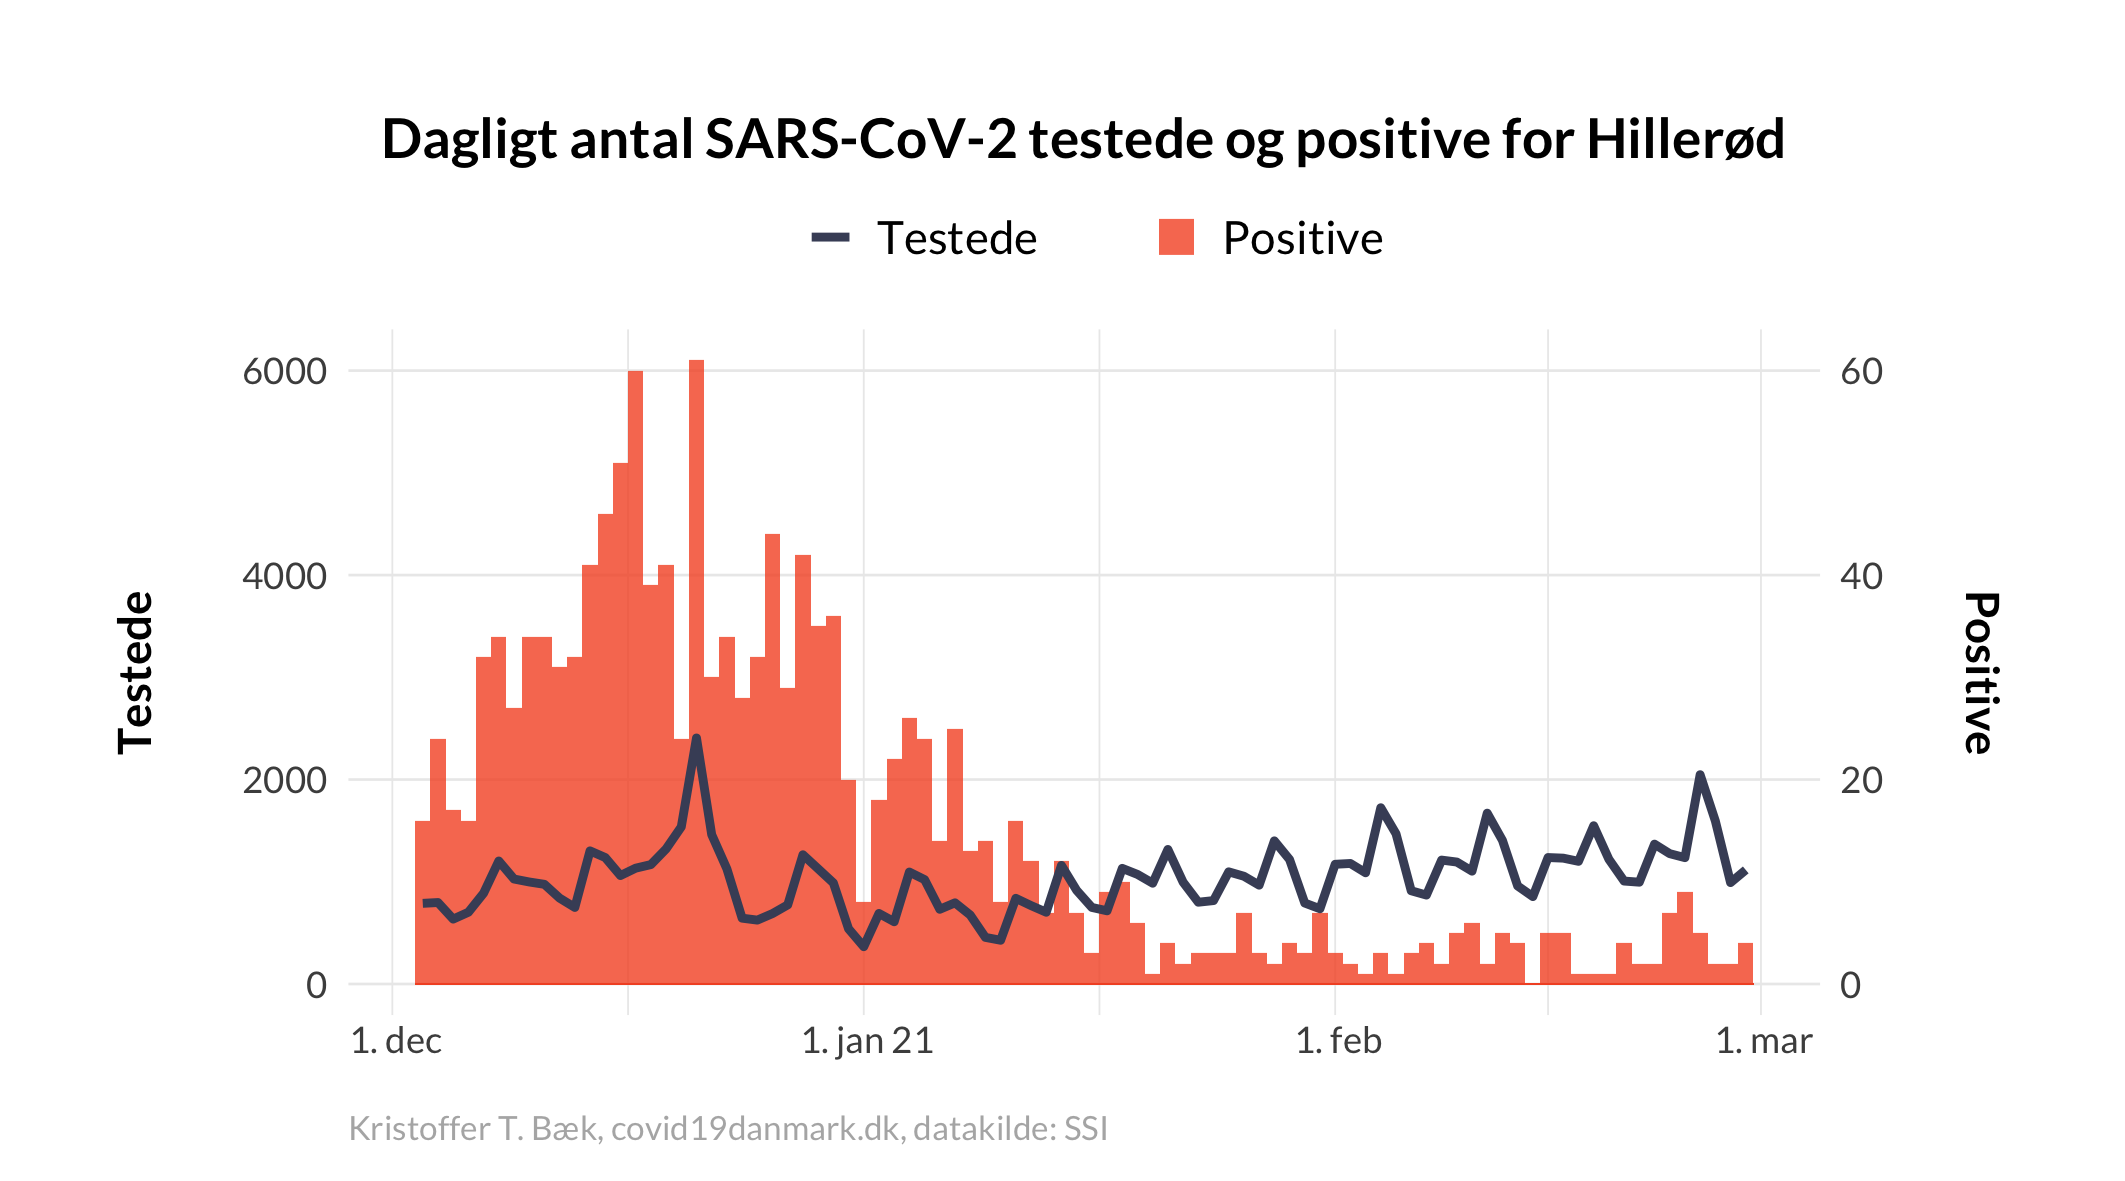 Dagligt antal SARS-CoV-2 testede og positive for Hillerød
Testede
Positive
6000
4000
2000
0
60
40
20
0
Testede
Positive
1. dec
1. jan 21
1. feb
1. mar
Kristoffer T. Bæk, covid19danmark.dk, datakilde: SSI